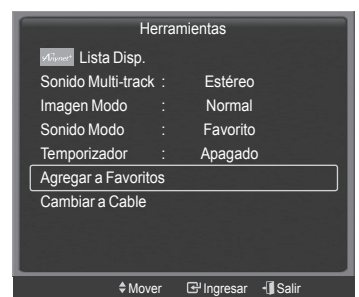 Herramientas
Anynet+ Lista Disp.
Sonido Multi-track : Estéreo
Imagen Modo : Normal
Sonido Modo : Favorito
Temporizador : Apagado
Agregar a Favoritos
Cambiar a Cable
Mover Ingresar Salir